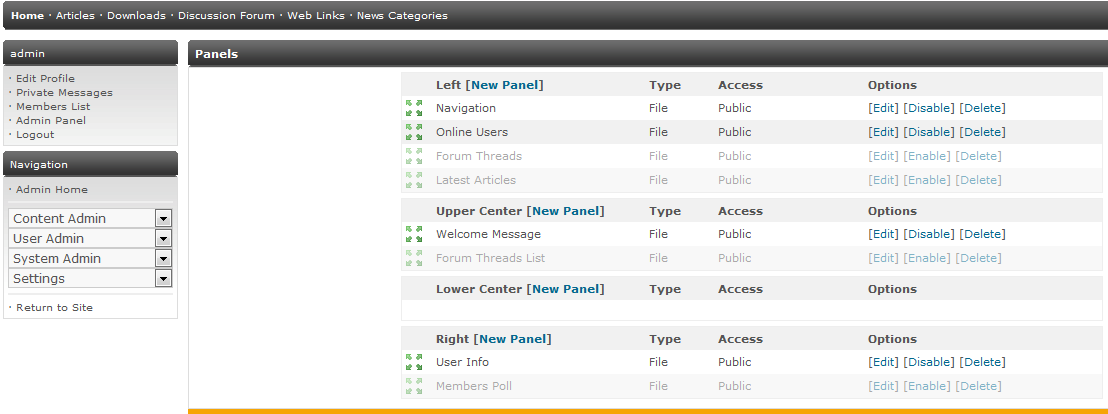 Home · Articles · Downloads · Discussion Forum · Web Links · News Categories
admin
· Edit Profile
· Private Messages
· Members List
· Admin Panel
· Logout
Navigation
· Admin Home
Content Admin
User Admin
System Admin
Settings
· Return to Site
Panels
Left [New Panel] Type Access Options
Navigation File Public [Edit] [Disable] [Delete]
Online Users File Public [Edit] [Disable] [Delete]
Forum Threads File Public [Edit] [Enable] [Delete]
Latest Articles File Public [Edit] [Enable] [Delete]
Upper Center [New Panel] Type Access Options
Welcome Message File Public [Edit] [Disable] [Delete]
Forum Threads List File Public [Edit] [Enable] [Delete]
Lower Center [New Panel] Type Access Options
Right [New Panel] Type Access Options
User Info File Public [Edit] [Disable] [Delete]
Members Poll File Public [Edit] [Enable] [Delete]